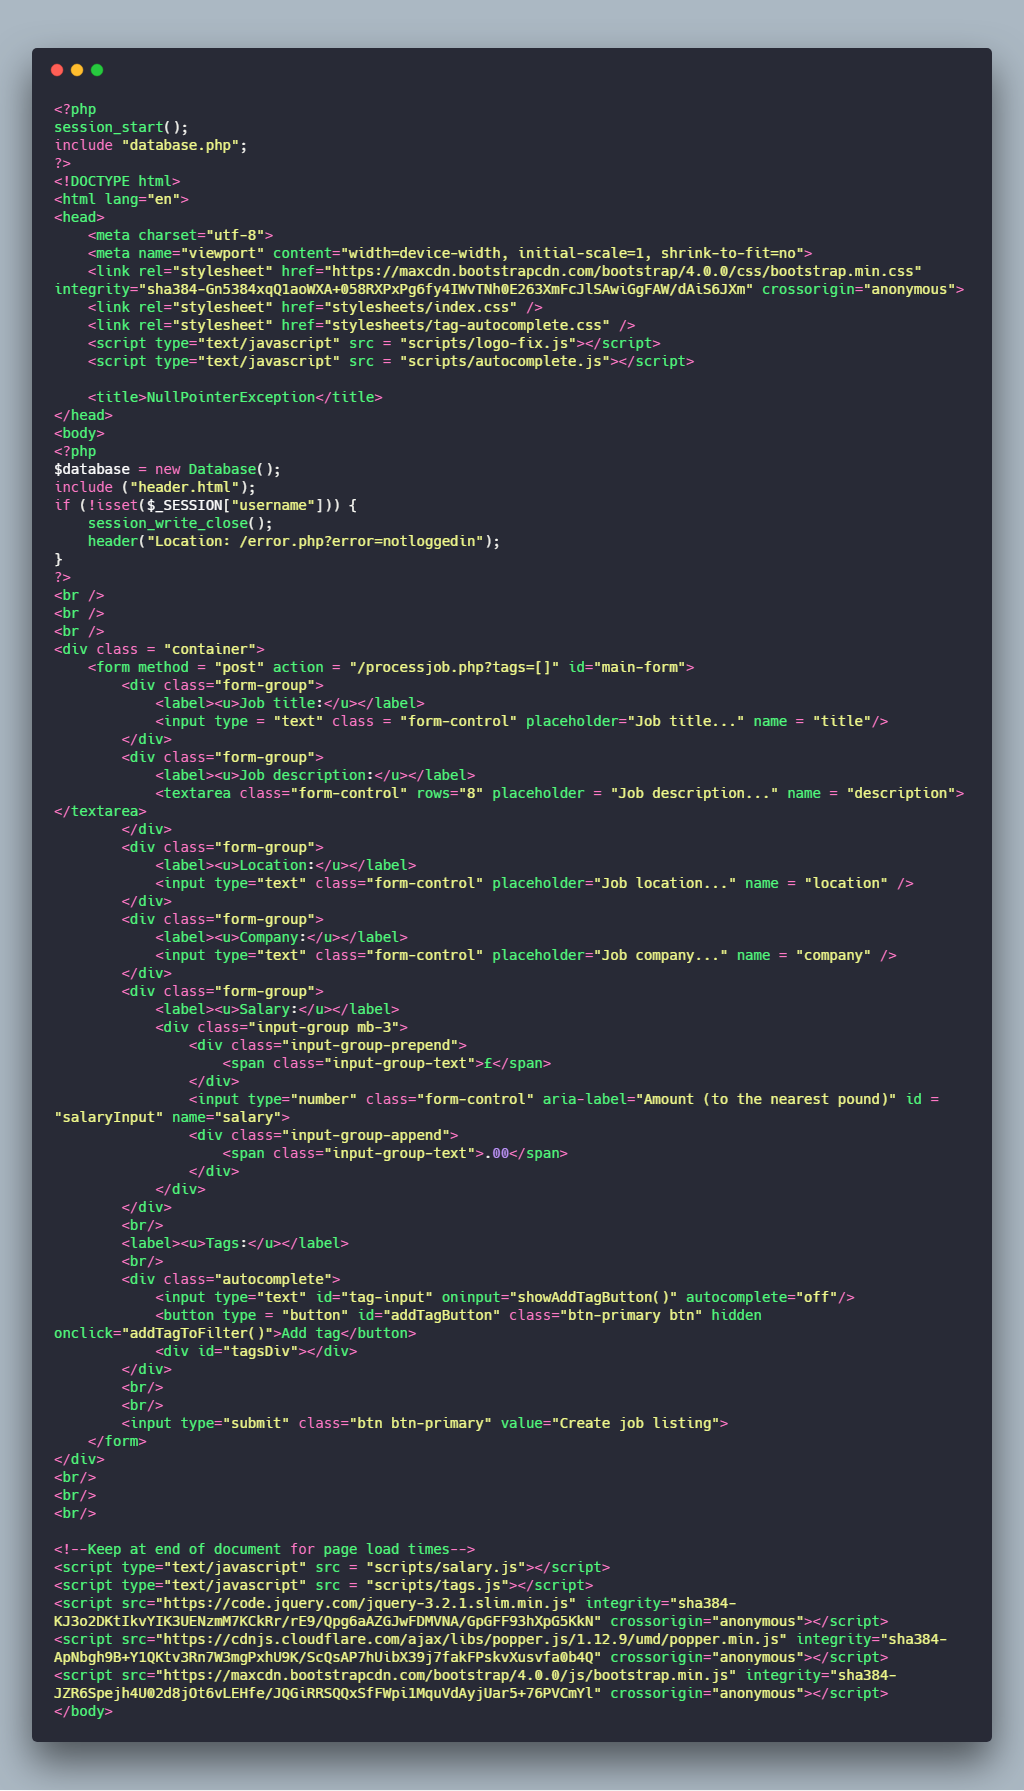 <?php
session_start();
include "database.php";
?>
<!DOCTYPE html>
<html lang="en">
<head>
    <meta charset="utf-8">
    <meta name="viewport" content="width=device-width, initial-scale=1, shrink-to-fit=no">
    <link rel="stylesheet" href="https://maxcdn.bootstrapcdn.com/bootstrap/4.0.0/css/bootstrap.min.css"
integrity="sha384-Gn5384xqQ1aoWXA+058RXPxPg6fy4IWvTNh0E263XmFcJlSAwiGgFAW/dAiS6JXm" crossorigin="anonymous">
    <link rel="stylesheet" href="stylesheets/index.css" />
    <link rel="stylesheet" href="stylesheets/tag-autocomplete.css" />
    <script type="text/javascript" src = "scripts/logo-fix.js"></script>
    <script type="text/javascript" src = "scripts/autocomplete.js"></script>

    <title>NullPointerException</title>
</head>
<body>
<?php
$database = new Database();
include ("header.html");
if (!isset($_SESSION["username"])) {
    session_write_close();
    header("Location: /error.php?error=notloggedin");
}
?>
<br />
<br />
<br />
<div class = "container">
    <form method = "post" action = "/processjob.php?tags=[]" id="main-form">
        <div class="form-group">
            <label><u>Job title:</u></label>
            <input type = "text" class = "form-control" placeholder="Job title..." name = "title"/>
        </div>
        <div class="form-group">
            <label><u>Job description:</u></label>
            <textarea class="form-control" rows="8" placeholder = "Job description..." name = "description">
</textarea>
        </div>
        <div class="form-group">
            <label><u>Location:</u></label>
            <input type="text" class="form-control" placeholder="Job location..." name = "location" />
        </div>
        <div class="form-group">
            <label><u>Company:</u></label>
            <input type="text" class="form-control" placeholder="Job company..." name = "company" />
        </div>
        <div class="form-group">
            <label><u>Salary:</u></label>
            <div class="input-group mb-3">
                <div class="input-group-prepend">
                    <span class="input-group-text">£</span>
                </div>
                <input type="number" class="form-control" aria-label="Amount (to the nearest pound)" id =
"salaryInput" name="salary">
                <div class="input-group-append">
                    <span class="input-group-text">.00</span>
                </div>
            </div>
        </div>
        <br/>
        <label><u>Tags:</u></label>
        <br/>
        <div class="autocomplete">
            <input type="text" id="tag-input" oninput="showAddTagButton()" autocomplete="off"/>
            <button type = "button" id="addTagButton" class="btn-primary btn" hidden
onclick="addTagToFilter()">Add tag</button>
            <div id="tagsDiv"></div>
        </div>
        <br/>
        <br/>
        <input type="submit" class="btn btn-primary" value="Create job listing">
    </form>
</div>
<br/>
<br/>
<br/>

<!--Keep at end of document for page load times-->
<script type="text/javascript" src = "scripts/salary.js"></script>
<script type="text/javascript" src = "scripts/tags.js"></script>
<script src="https://code.jquery.com/jquery-3.2.1.slim.min.js" integrity="sha384-
KJ3o2DKtIkvYIK3UENzmM7KCkRr/rE9/Qpg6aAZGJwFDMVNA/GpGFF93hXpG5KkN" crossorigin="anonymous"></script>
<script src="https://cdnjs.cloudflare.com/ajax/libs/popper.js/1.12.9/umd/popper.min.js" integrity="sha384-
ApNbgh9B+Y1QKtv3Rn7W3mgPxhU9K/ScQsAP7hUibX39j7fakFPskvXusvfa0b4Q" crossorigin="anonymous"></script>
<script src="https://maxcdn.bootstrapcdn.com/bootstrap/4.0.0/js/bootstrap.min.js" integrity="sha384-
JZR6Spejh4U02d8jOt6vLEHfe/JQGiRRSQQxSfFWpi1MquVdAyjUar5+76PVCmYl" crossorigin="anonymous"></script>
</body>